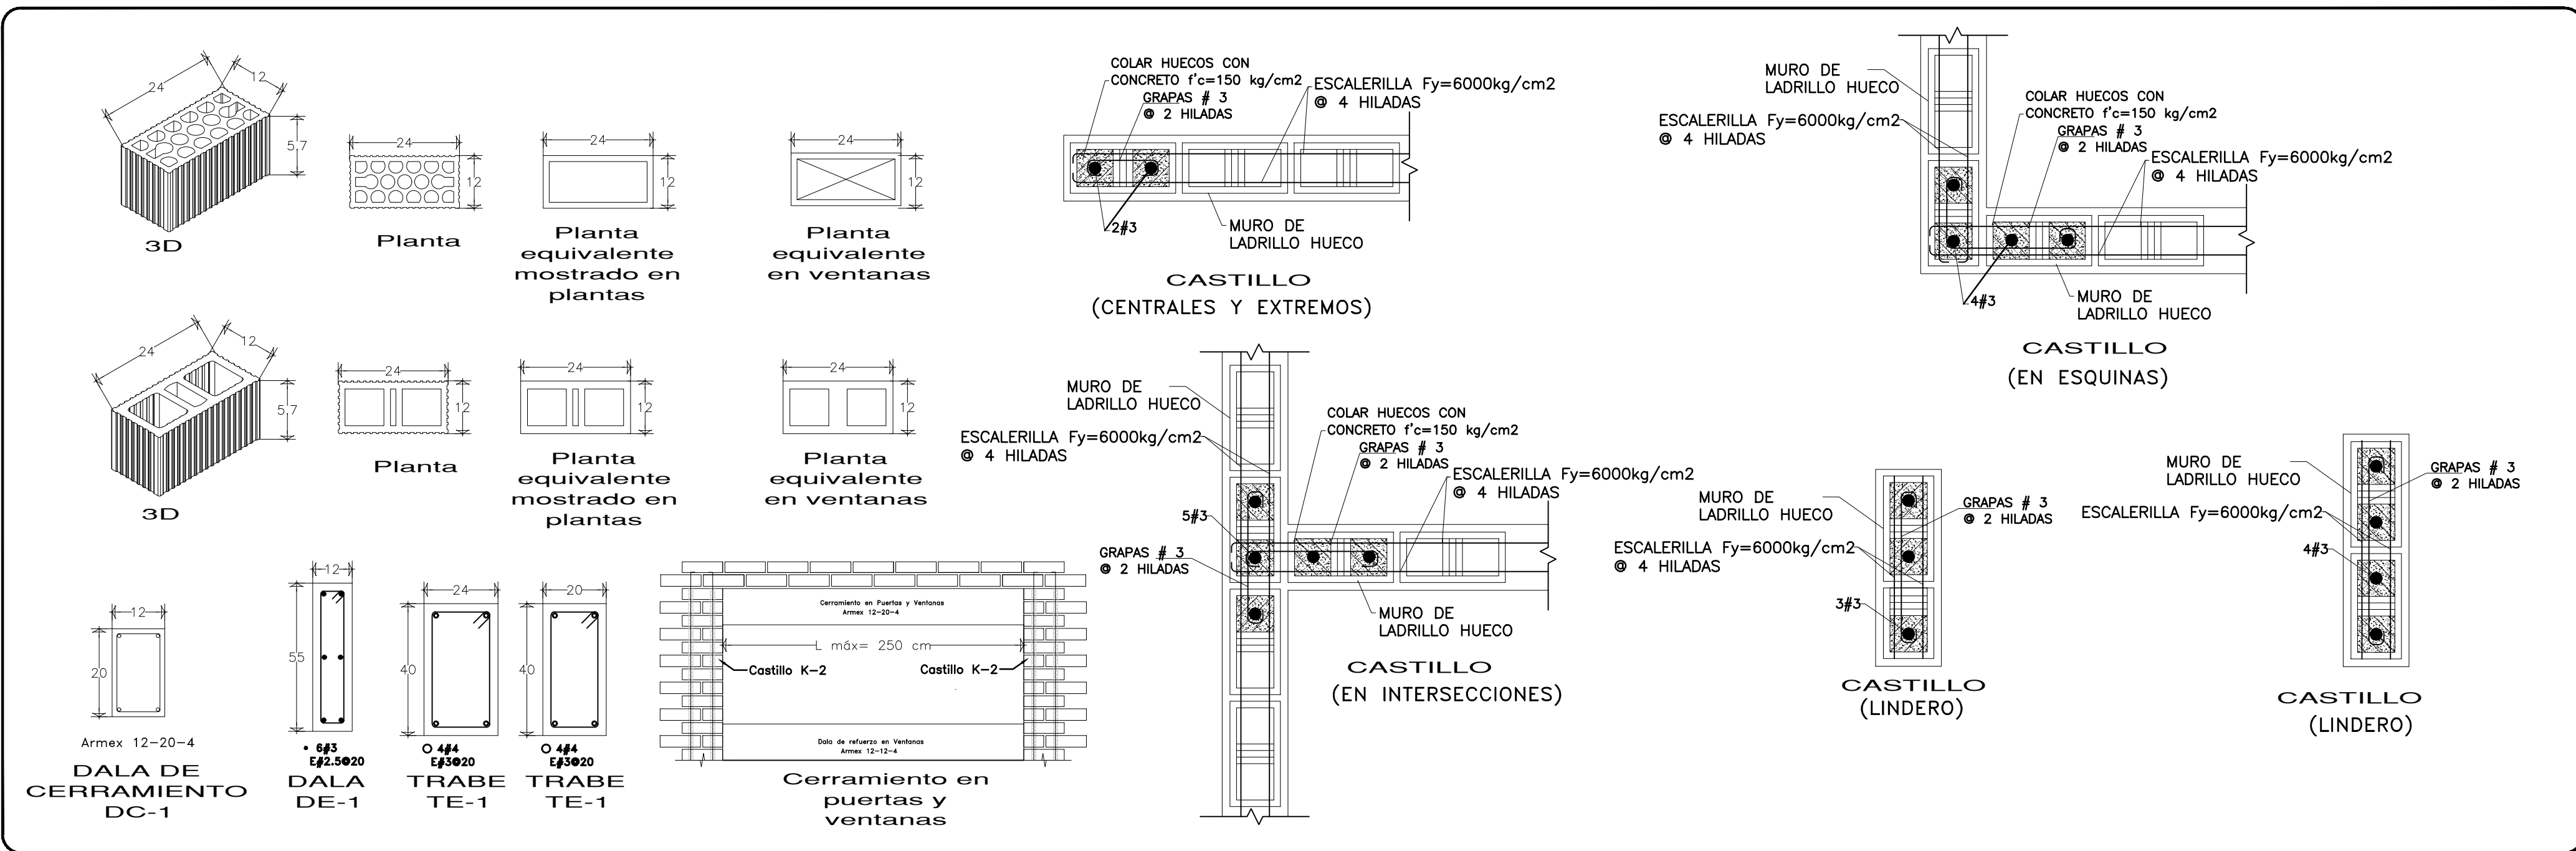 24
12
5,7
3D
24
12
Planta
24
12
Planta
equivalente
mostrado en
plantas
24
12
Planta
equivalente
en ventanas
24
12
5,7
3D
24
12
Planta
24
12
Planta
equivalente
mostrado en
plantas
24
12
Planta
equivalente
en ventanas
12
20
Armex 12-20-4
DALA DE
CERRAMIENTO
DC-1
12
55
6#3
E#2.5@20
DALA
DE-1
24
40
4#4
E#3@20
TRABE
TE-1
20
40
4#4
E#3@20
TRABE
TE-1
Cerramiento en Puertas y Ventanas
Armex 12-20-4
L máx= 250 cm
Castillo K-2
Castillo K-2
Dala de refuerzo en Ventanas
Armex 12-12-4
Cerramiento en
puertas y
ventanas
COLAR HUECOS CON
CONCRETO f'c=150 kg/cm2
GRAPAS # 3
@ 2 HILADAS
ESCALERILLA Fy=6000kg/cm2
@ 4 HILADAS
2#3
MURO DE
LADRILLO HUECO
CASTILLO
(CENTRALES Y EXTREMOS)
MURO DE
LADRILLO HUECO
ESCALERILLA Fy=6000kg/cm2
@ 4 HILADAS
COLAR HUECOS CON
CONCRETO f'c=150 kg/cm2
GRAPAS # 3
@ 2 HILADAS
ESCALERILLA Fy=6000kg/cm2
@ 4 HILADAS
4#3
MURO DE
LADRILLO HUECO
CASTILLO
(EN ESQUINAS)
MURO DE
LADRILLO HUECO
ESCALERILLA Fy=6000kg/cm2
@ 4 HILADAS
COLAR HUECOS CON
CONCRETO f'c=150 kg/cm2
GRAPAS # 3
@ 2 HILADAS
ESCALERILLA Fy=6000kg/cm2
@ 4 HILADAS
5#3
GRAPAS # 3
@ 2 HILADAS
MURO DE
LADRILLO HUECO
CASTILLO
(EN INTERSECCIONES)
MURO DE
LADRILLO HUECO
GRAPAS # 3
@ 2 HILADAS
ESCALERILLA Fy=6000kg/cm2
@ 4 HILADAS
3#3
CASTILLO
(LINDERO)
MURO DE
LADRILLO HUECO
GRAPAS # 3
@ 2 HILADAS
ESCALERILLA Fy=6000kg/cm2
4#3
CASTILLO
(LINDERO)